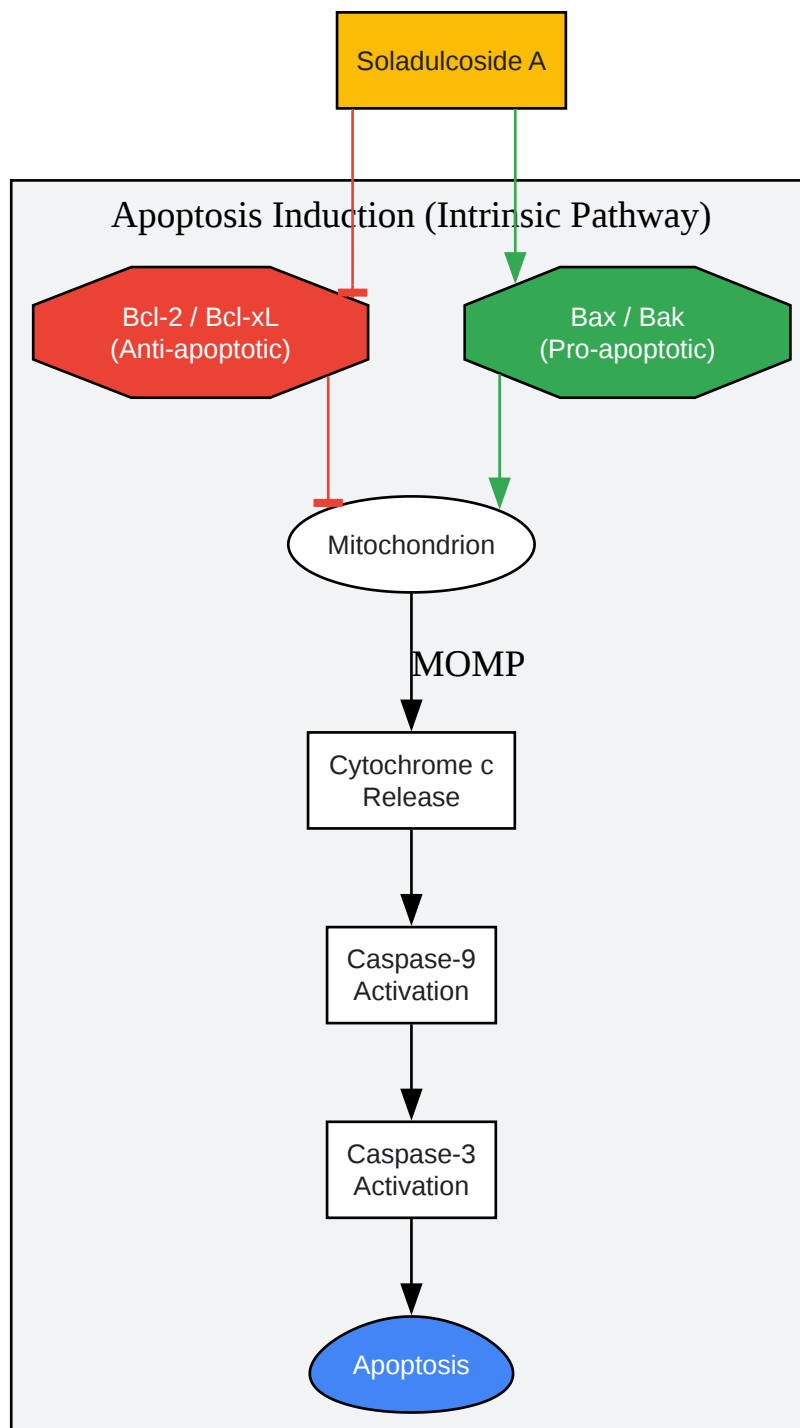 Soladulcoside A
Apoptosis Induction (Intrinsic Pathway)
Bcl-2 / Bcl-xL
(Anti-apoptotic)
Bax / Bak
(Pro-apoptotic)
Mitochondrion
MOMP
Cytochrome c
Release
Caspase-9
Activation
Caspase-3
Activation
Apoptosis